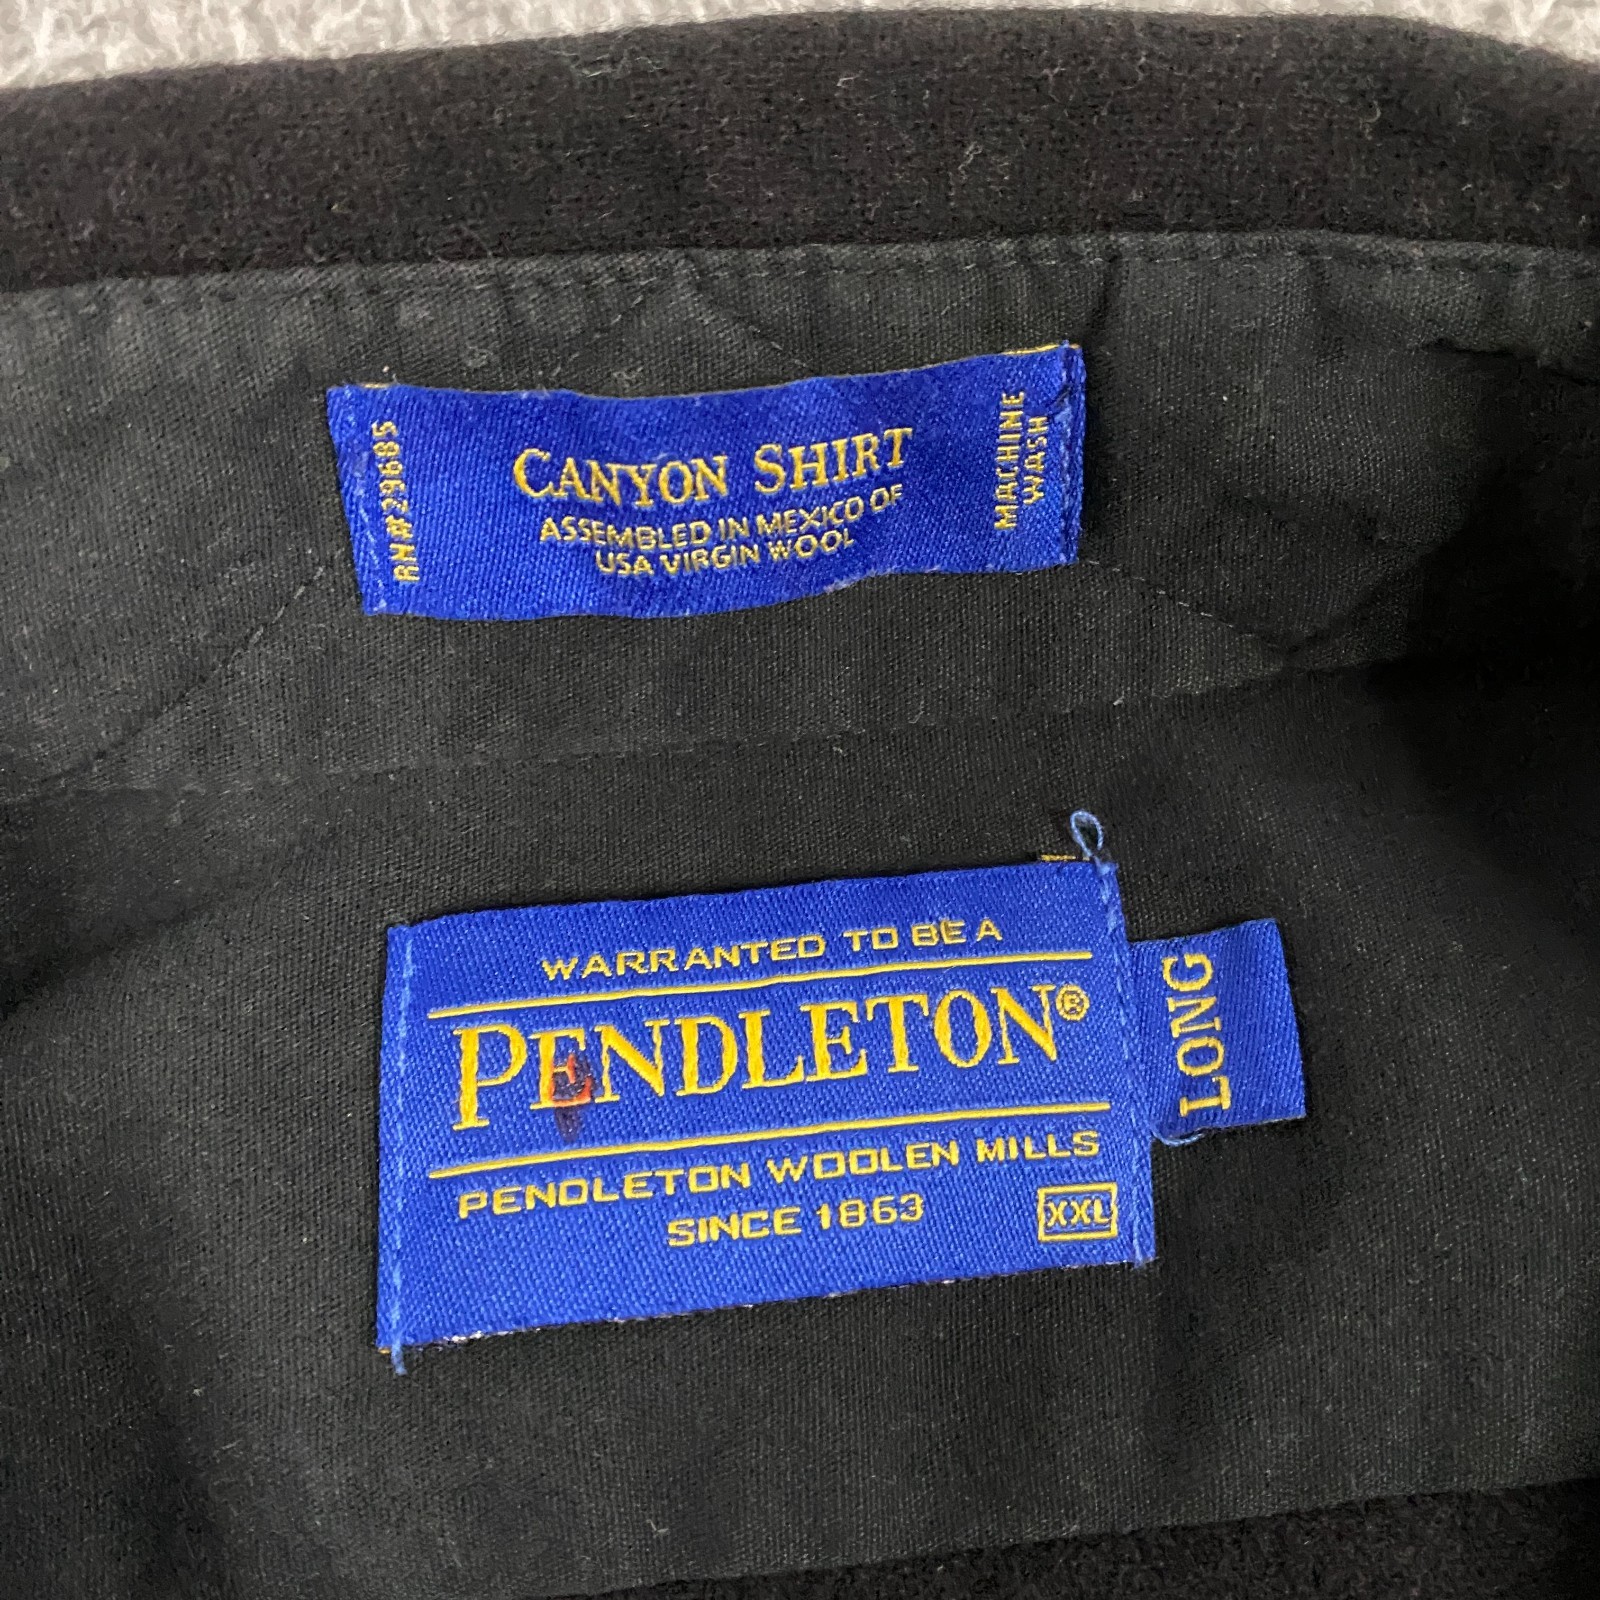 RN#29685
CANYON SHIRT
ASSEMBLED IN MEXICO OF
USA VIRGIN WOOL
MACHINE
WASH
WARRANTED TO BE A
PENDLETON®
PENDLETON WOOLEN MILLS
SINCE 1863
XXL
LONG